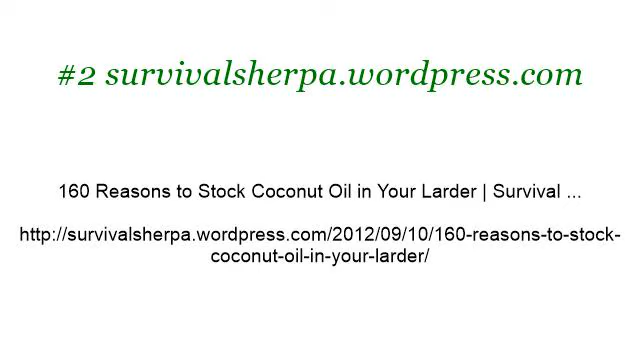 #2 survivalsherpa.wordpress.com
160 Reasons to Stock Coconut Oil in Your Larder | Survival ...
http://survivalsherpa.wordpress.com/2012/09/10/160-reasons-to-stock-
coconut-oil-in-your-larder/